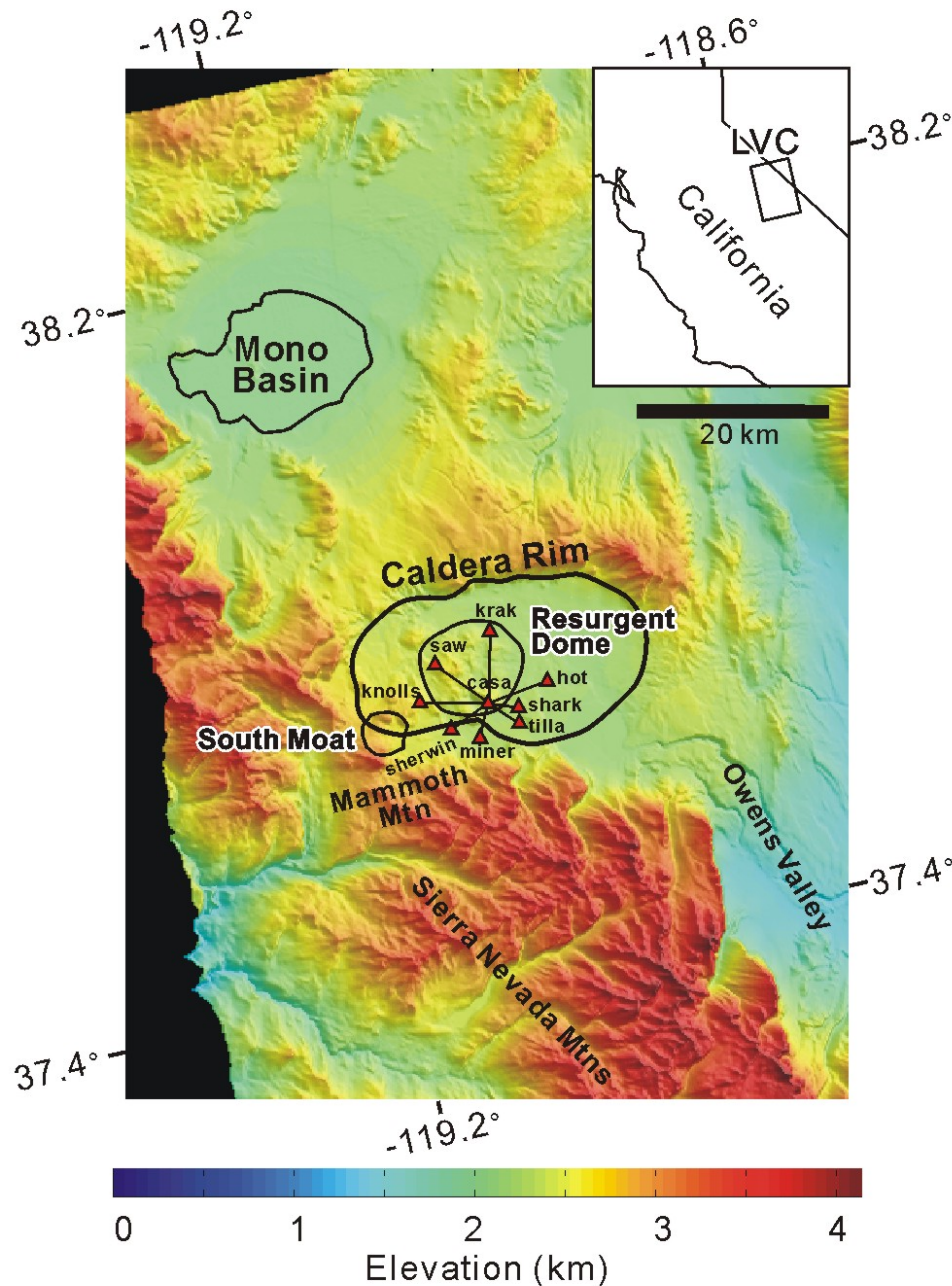 -119.2°
-118.6°
38.2°
LVC
California
38.2°
Mono
Basin
20 km
Caldera Rim
krak
Resurgent
Dome
saw
casa
hot
knolls
shark
tilla
South Moat
sherwin
miner
Mammoth
Mtn
Owens Valley
37.4°
Sierra Nevada Mtns
37.4°
-119.2°
0 1 2 3 4
Elevation (km)